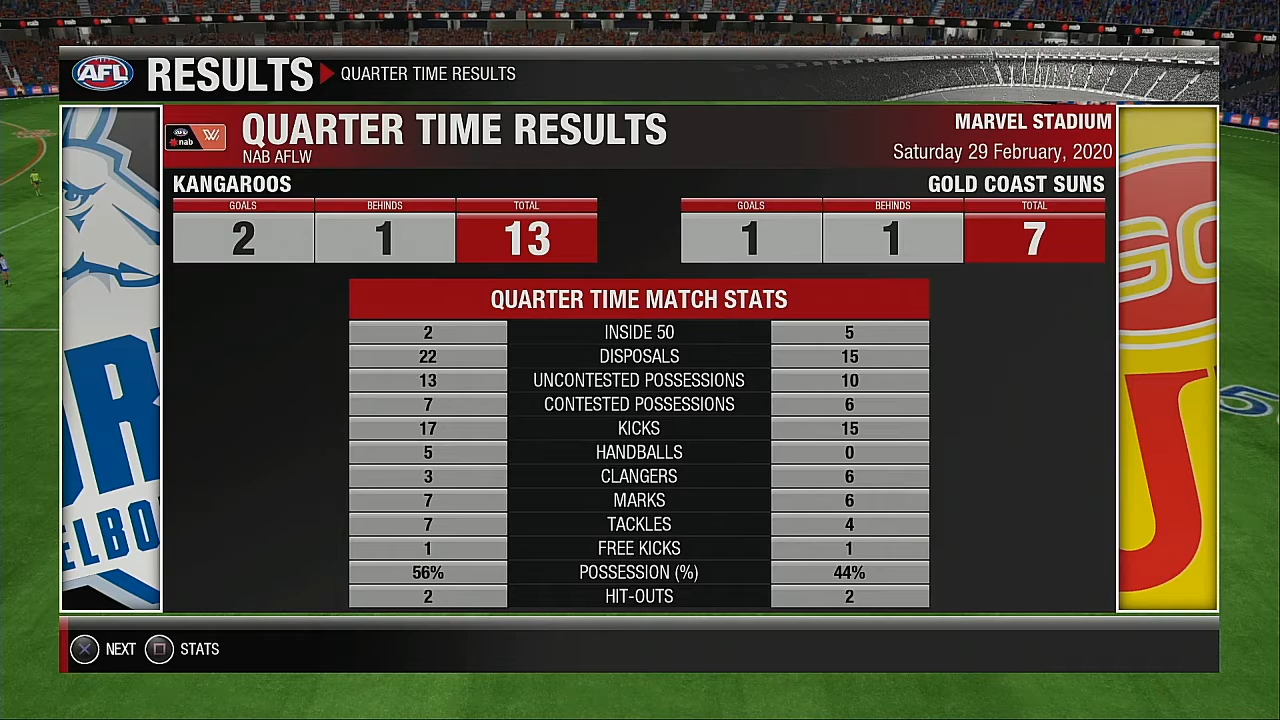 AFL RESULTS QUARTER TIME RESULTS
AFL nab W QUARTER TIME RESULTS MARVEL STADIUM
NAB AFLW Saturday 29 February, 2020
KANGAROOS GOLD COAST SUNS
GOALS BEHINDS TOTAL GOALS BEHINDS TOTAL
2 1 13 1 1 7
QUARTER TIME MATCH STATS
2 INSIDE 50 5
22 DISPOSALS 15
13 UNCONTESTED POSSESSIONS 10
7 CONTESTED POSSESSIONS 6
17 KICKS 15
5 HANDBALLS 0
3 CLANGERS 6
7 MARKS 6
7 TACKLES 4
1 FREE KICKS 1
56% POSSESSION (%) 44%
2 HIT-OUTS 2
ELBO
NEXT STATS